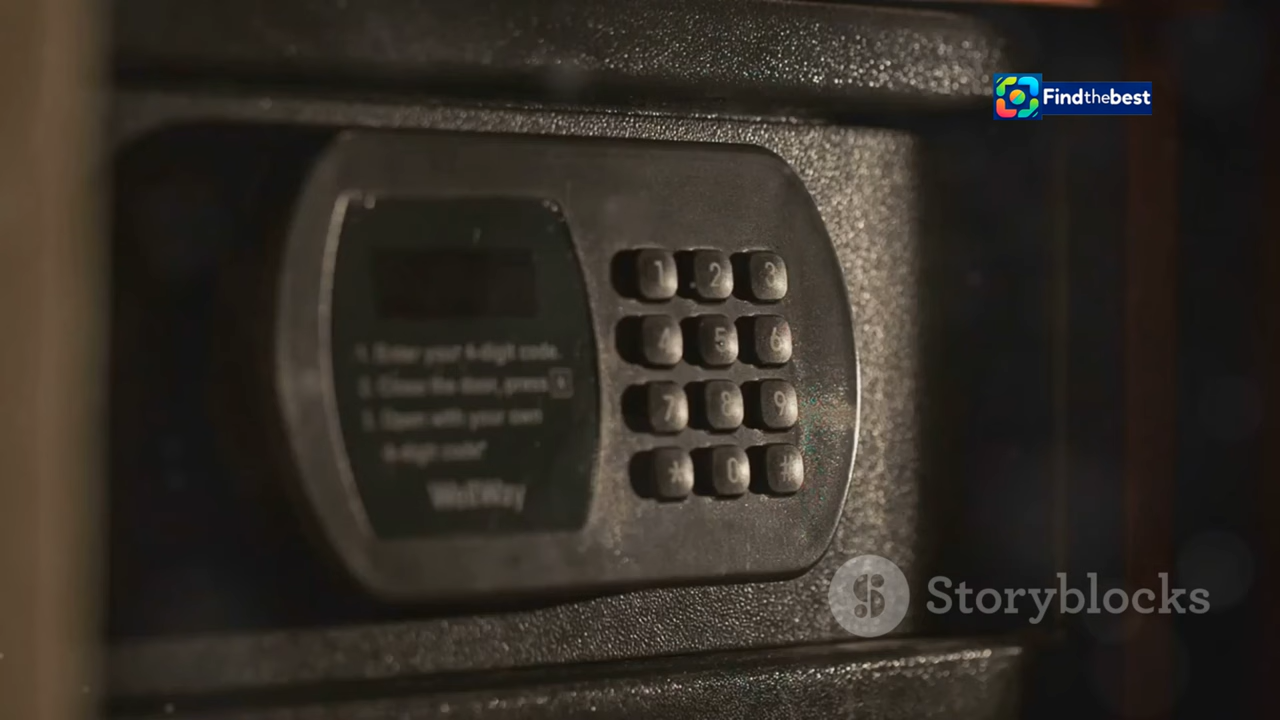 Findthebest
1 2 3
4 5 6
7 8 9
* 0 #
1. Enter your 4-digit code.
2. Close the door, press
3. Open with your own
4-digit code*
Storyblocks